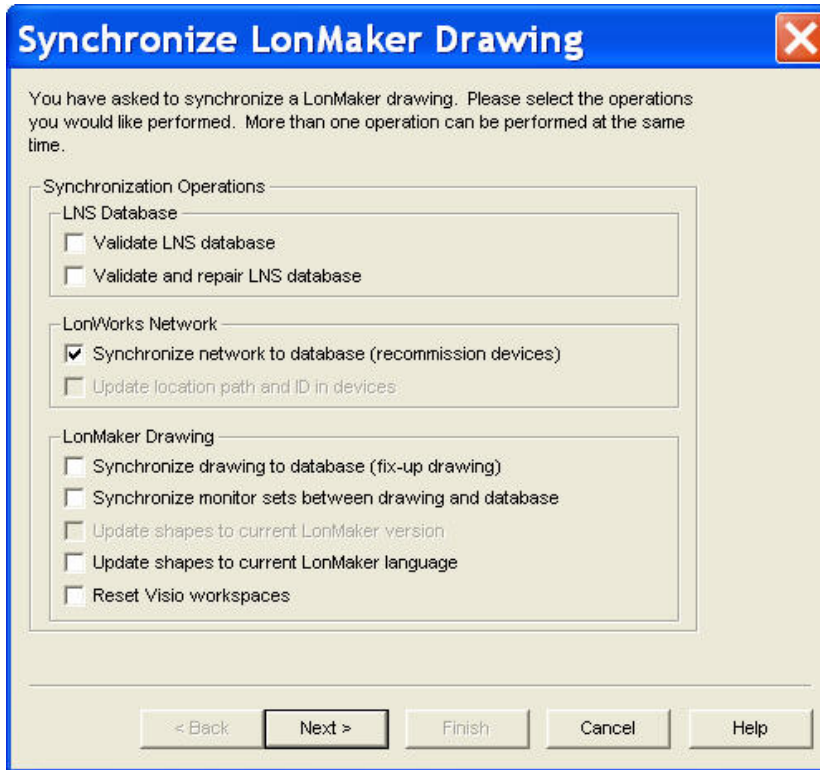 Synchronize LonMaker Drawing
You have asked to synchronize a LonMaker drawing. Please select the operations
you would like performed. More than one operation can be performed at the same
time.
Synchronization Operations
LNS Database
Validate LNS database
Validate and repair LNS database
LonWorks Network
Synchronize network to database (recommission devices)
Update location path and ID in devices
LonMaker Drawing
Synchronize drawing to database (fix-up drawing)
Synchronize monitor sets between drawing and database
Update shapes to current LonMaker version
Update shapes to current LonMaker language
Reset Visio workspaces
< Back Next > Finish Cancel Help